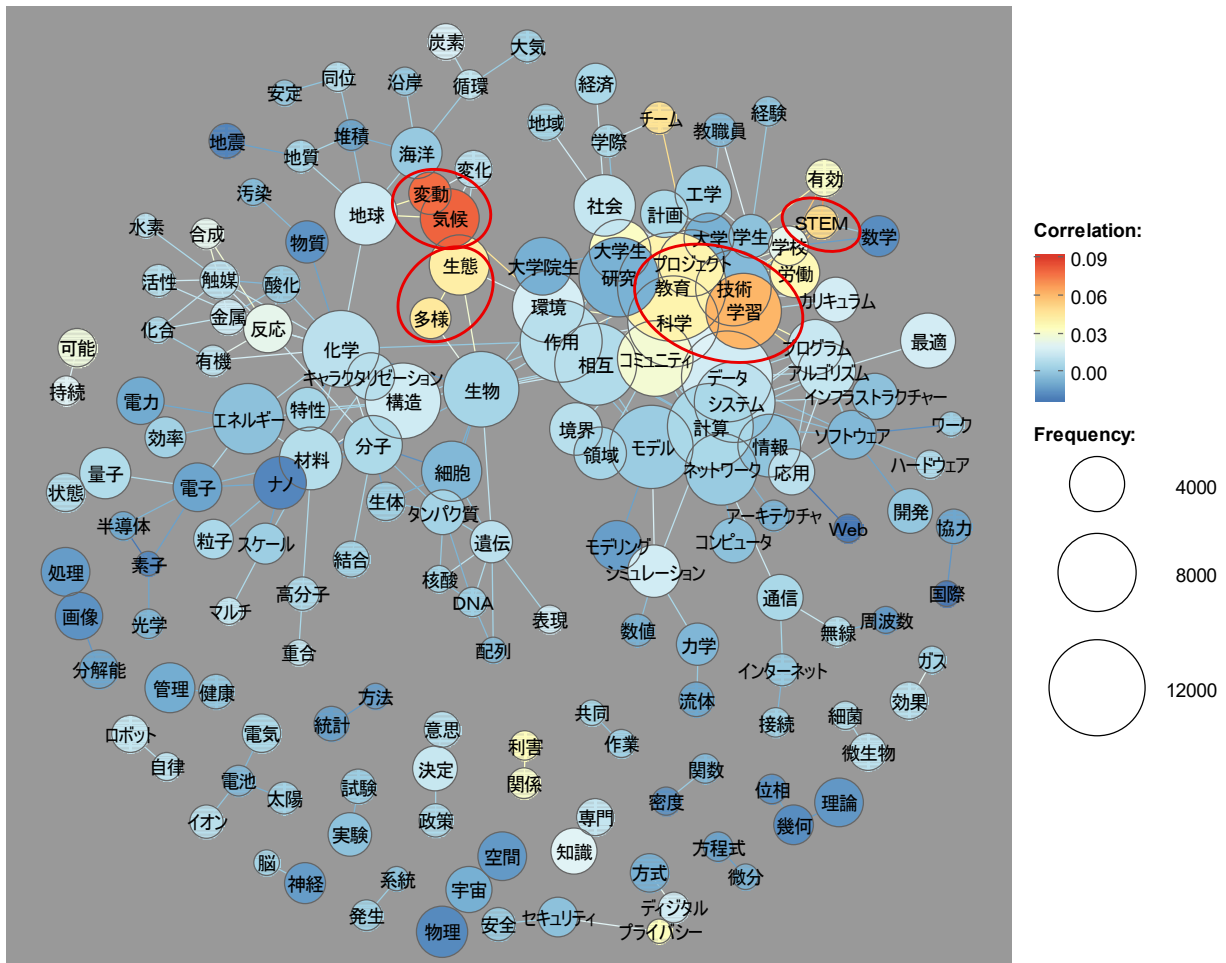 炭素
大気
同位
沿岸
循環
安定
経済
チーム
地域
学際
教職員
経験
地震
堆積
地質
海洋
変化
有効
汚染
変動
工学
地球
気候
社会
計画
STEM
水素
合成
物質
大学
学生
学校
数学
大学生
生態
大学院生
研究
プロジェクト
労働
活性
触媒
酸化
教育
技術
カリキュラム
環境
学習
金属
多様
科学
化合
反応
可能
有機
化学
作用
相互
コミュニティ
プログラム
最適
アルゴリズム
持続
キャラクタリゼーション
生物
データ
インフラストラクチャー
電力
エネルギー
特性
構造
システム
効率
境界
計算
ソフトウェア
ワーク
分子
材料
領域
モデル
情報
量子
細胞
ネットワーク
応用
ハードウェア
状態
電子
ナノ
生体
タンパク質
アーキテクチャ
開発
半導体
協力
Web
粒子
スケール
遺伝
モデリング
コンピュータ
結合
素子
処理
シミュレーション
核酸
高分子
国際
DNA
通信
マルチ
画像
光学
表現
周波数
数値
無線
重合
配列
力学
分解能
ガス
インターネット
管理
健康
流体
効果
方法
共同
細菌
統計
接続
ロボット
電気
意思
作業
利害
微生物
自律
決定
関数
電池
関係
試験
位相
太陽
密度
理論
イオン
政策
専門
幾何
実験
知識
方程式
空間
脳
神経
系統
宇宙
方式
微分
発生
ディジタル
安全
セキュリティ
物理
プライバシー
Correlation:
0.09
0.06
0.03
0.00
Frequency:
4000
8000
12000